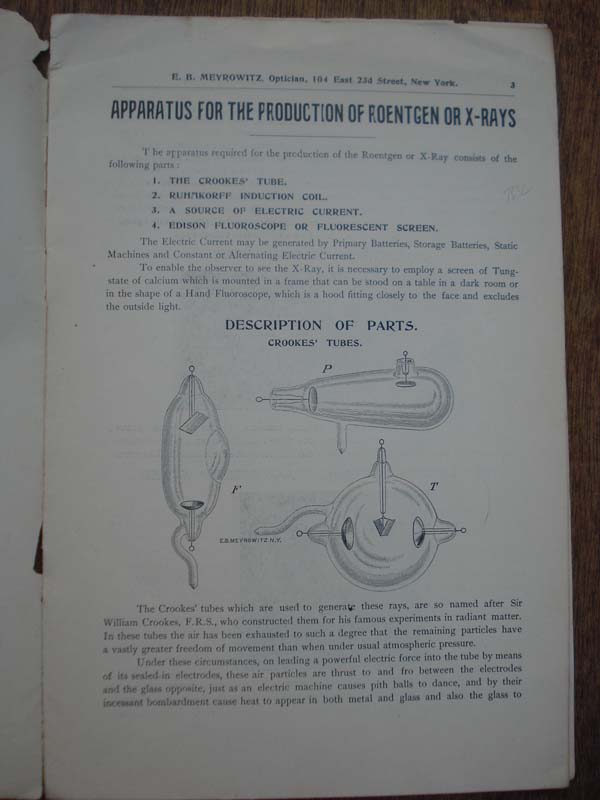 E. B. MEYROWITZ, Optician, 104 East 23d Street, New York. 3
APPARATUS FOR THE PRODUCTION OF ROENTGEN OR X-RAYS
The apparatus required for the production of the Roentgen or X-Ray consists of the
following parts :
1. THE CROOKES' TUBE.
2. RUHMKORFF INDUCTION COIL.
3. A SOURCE OF ELECTRIC CURRENT.
4. EDISON FLUOROSCOPE OR FLUORESCENT SCREEN.
The Electric Current may be generated by Primary Batteries, Storage Batteries, Static
Machines and Constant or Alternating Electric Current.
To enable the observer to see the X-Ray, it is necessary to employ a screen of Tung-
state of calcium which is mounted in a frame that can be stood on a table in a dark room or
in the shape of a Hand Fluoroscope, which is a hood fitting closely to the face and excludes
the outside light.
DESCRIPTION OF PARTS.
CROOKES' TUBES.
P
F
T
E.B.MEYROWITZ N.Y.
The Crookes' tubes which are used to generate these rays, are so named after Sir
William Crookes, F.R.S., who constructed them for his famous experiments in radiant matter.
In these tubes the air has been exhausted to such a degree that the remaining particles have
a vastly greater freedom of movement than when under usual atmospheric pressure.
Under these circumstances, on leading a powerful electric force into the tube by means
of its sealed-in electrodes, these air particles are thrust to and fro between the electrodes
and the glass opposite, just as an electric machine causes pith balls to dance, and by their
incessant bombardment cause heat to appear in both metal and glass and also the glass to